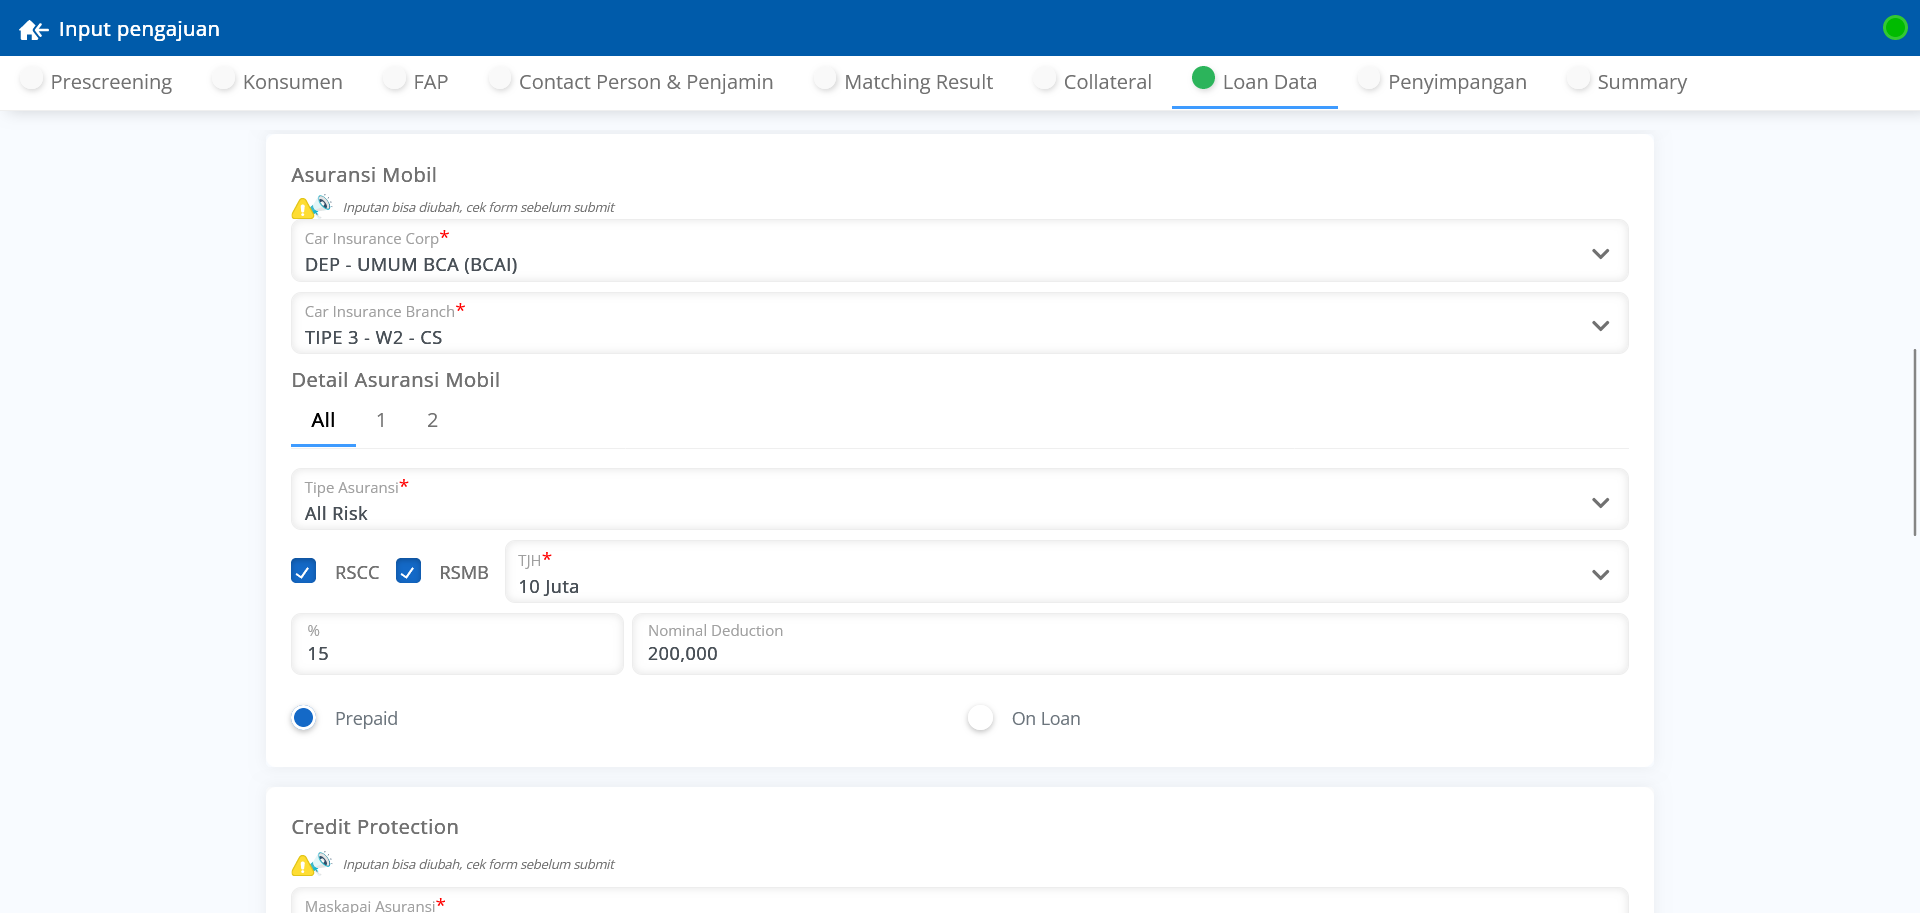 Input pengajuan
Prescreening Konsumen FAP Contact Person & Penjamin Matching Result Collateral Loan Data Penyimpangan Summary
Asuransi Mobil
Inputan bisa diubah, cek form sebelum submit
Car Insurance Corp*
DEP - UMUM BCA (BCAI)
Car Insurance Branch*
TIPE 3 - W2 - CS
Detail Asuransi Mobil
All 1 2
Tipe Asuransi*
All Risk
RSCC RSMB
TJH*
10 Juta
%
15
Nominal Deduction
200,000
Prepaid On Loan
Credit Protection
Inputan bisa diubah, cek form sebelum submit
Maskapai Asuransi*